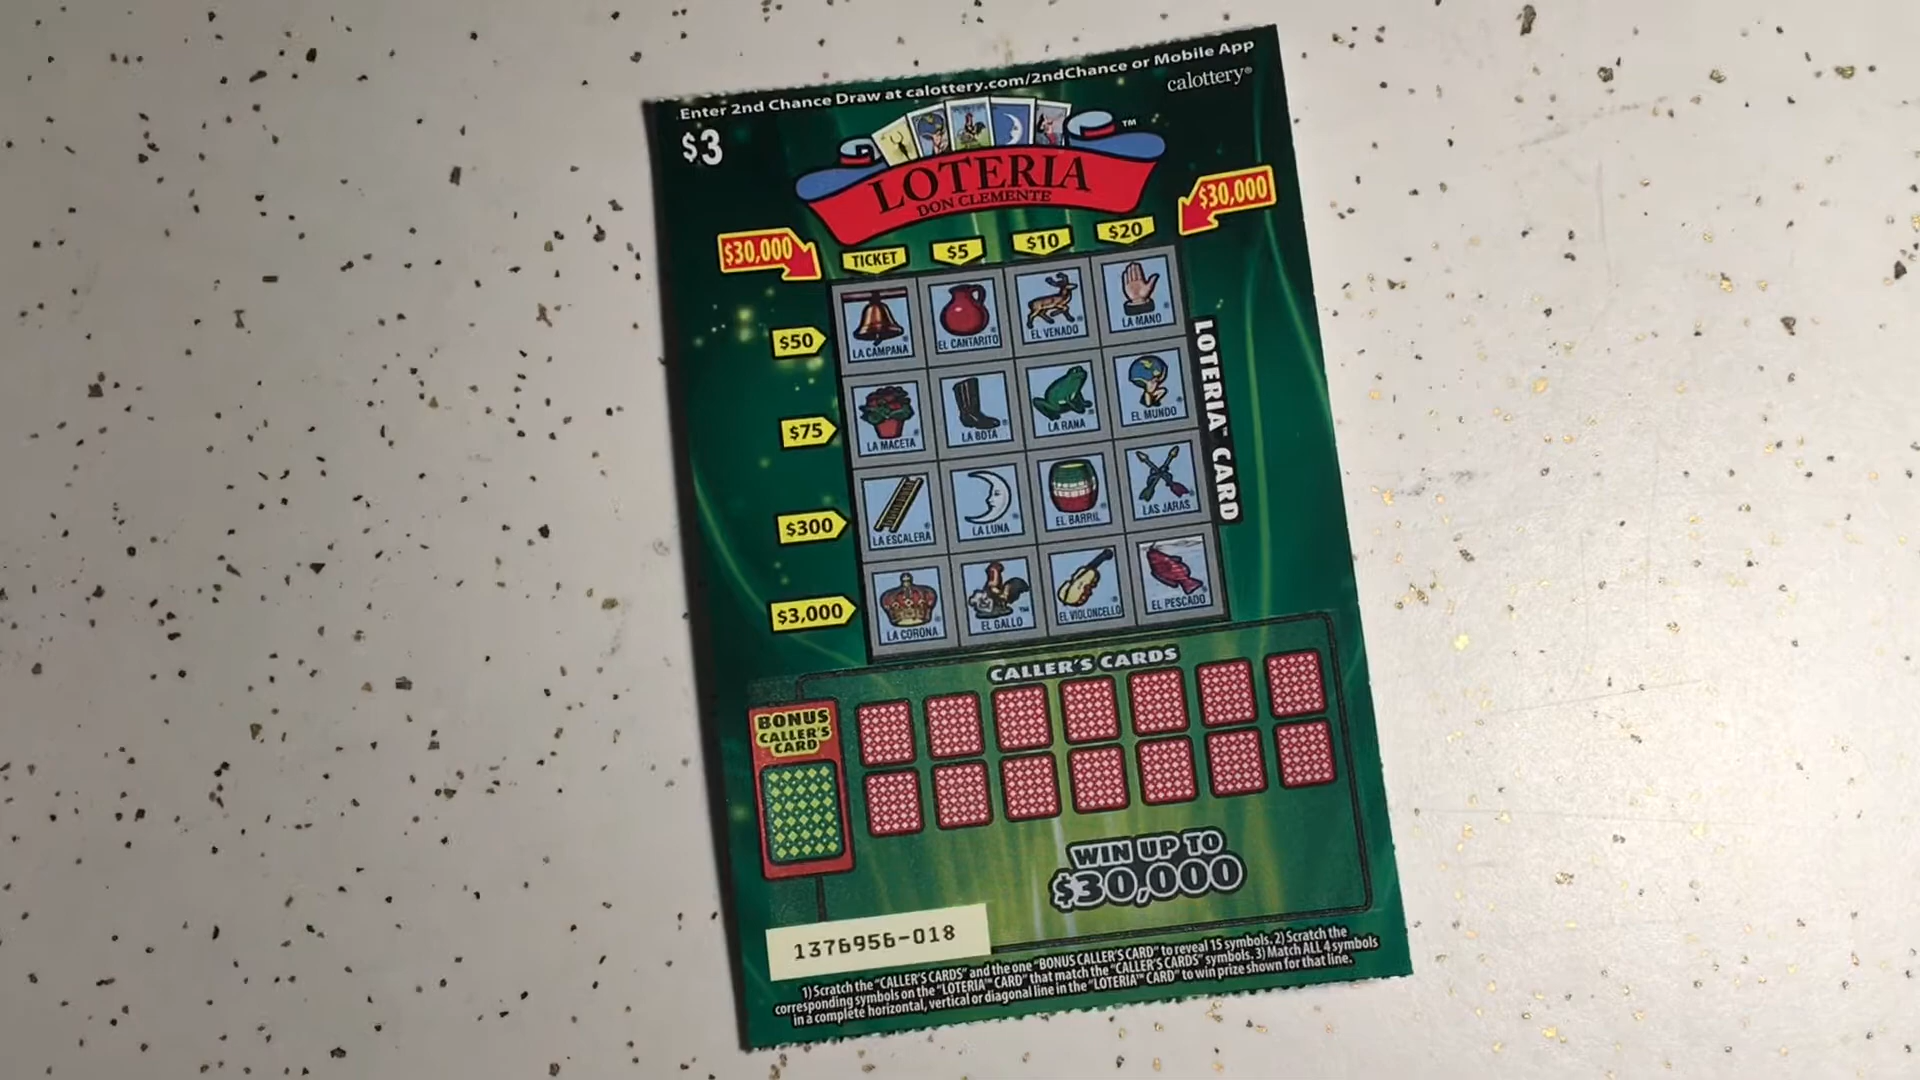 Enter 2nd Chance Draw at calottery.com/2ndChance or Mobile App
calottery®
$3
™
LOTERIA
DON CLEMENTE
$30,000
$30,000
TICKET
$5
$10
$20
$50
LA CAMPANA ®
EL CANTARITO ®
EL VENADO ®
LA MANO ®
$75
LA MACETA ®
LA BOTA ®
LA RANA ®
EL MUNDO ®
$300
LA ESCALERA ®
LA LUNA ®
EL BARRIL ®
LAS JARAS ®
$3,000
LA CORONA ®
EL GALLO ™
EL VIOLONCELLO ®
EL PESCADO ®
LOTERIA™ CARD
CALLER'S CARDS
BONUS
CALLER'S
CARD
WIN UP TO
$30,000
1376956-018
1) Scratch the "CALLER'S CARDS" and the one "BONUS CALLER'S CARD" to reveal 15 symbols. 2) Scratch the
corresponding symbols on the "LOTERIA™ CARD" that match the "CALLER'S CARDS" symbols. 3) Match ALL 4 symbols
in a complete horizontal, vertical or diagonal line in the "LOTERIA™ CARD" to win prize shown for that line.